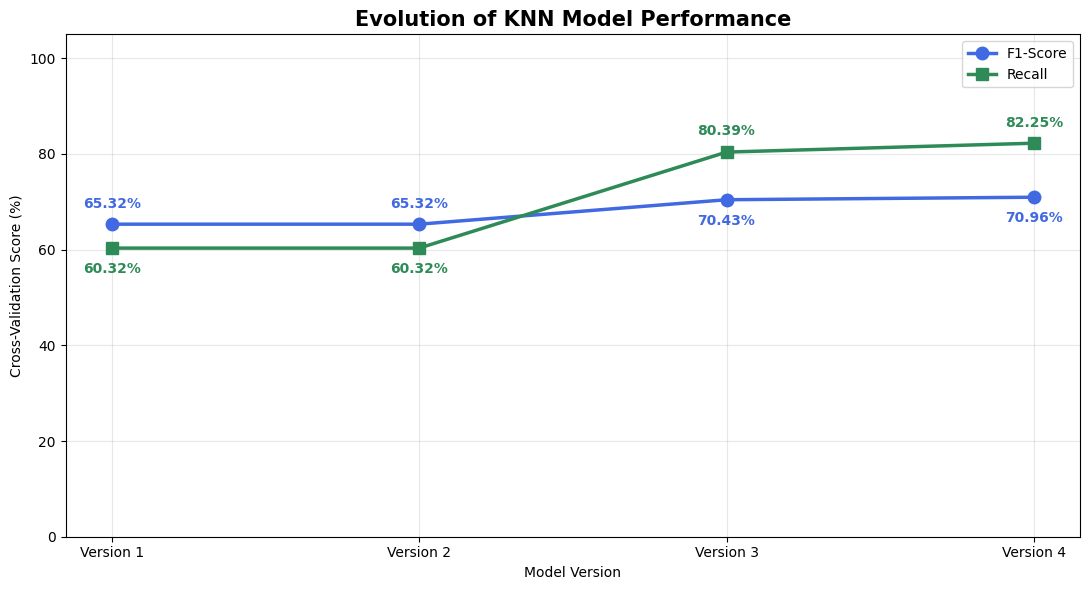 Evolution of KNN Model Performance
F1-Score
Recall
Cross-Validation Score (%)
100
80
60
40
20
0
65.32%
65.32%
70.43%
70.96%
60.32%
60.32%
80.39%
82.25%
Version 1
Version 2
Version 3
Version 4
Model Version